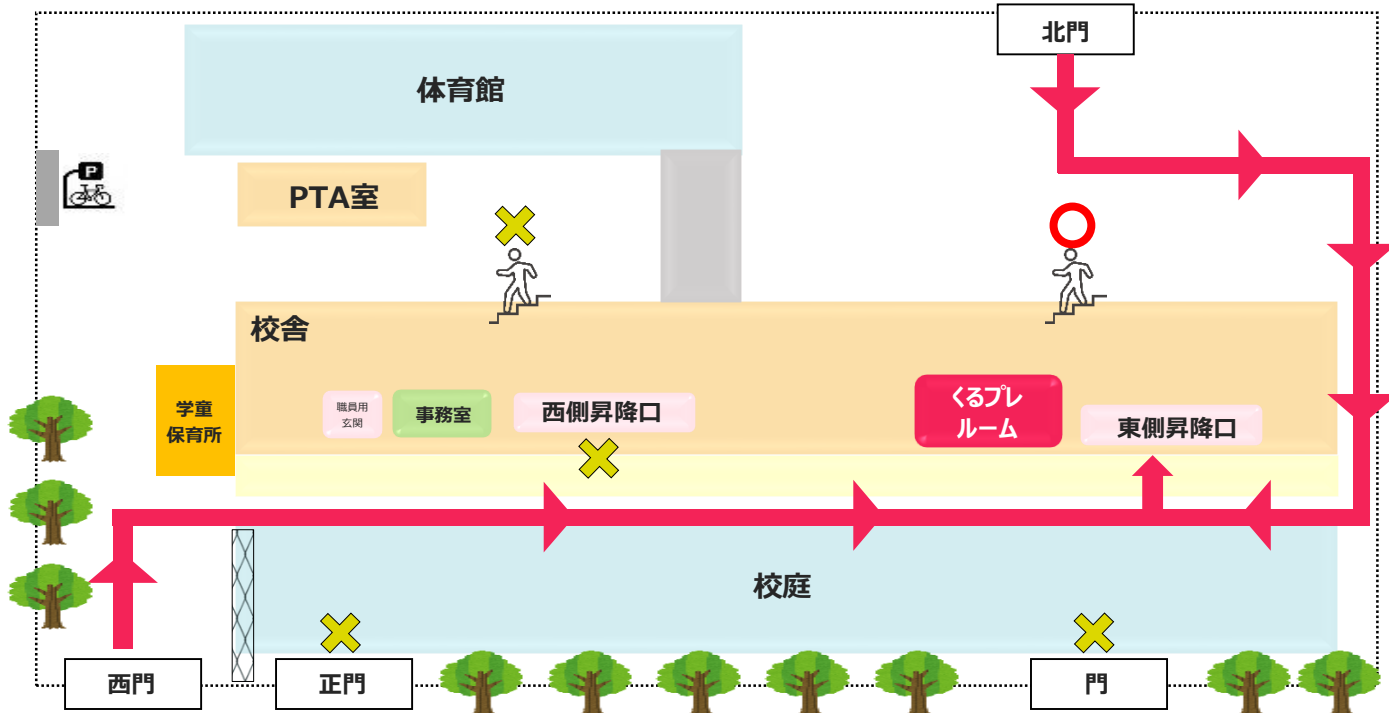 北門
体育館
P
PTA室
校舎
学童
保育所
職員用
玄関
事務室
西側昇降口
くるプレ
ルーム
東側昇降口
校庭
西門
正門
門